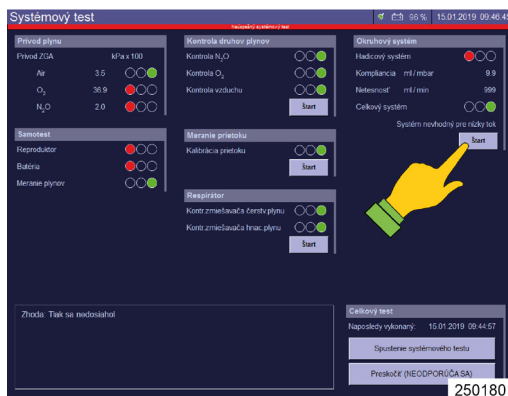 Systémový test
96 %
15.01.2019 09:46:4
Neúspešný systémový test
Prívod plynu
Prívod ZGA kPa x 100
Air 3.5
O2 36.9
N2O 2.0
Samotest
Reproduktor
Batéria
Meranie plynov
Kontrola druhov plynov
Kontrola N2O
Kontrola O2
Kontrola vzduchu
Štart
Meranie prietoku
Kalibrácia prietoku
Štart
Respirátor
Kontr.zmiešavača čerstv.plynu
Kontr.zmiešavača hnac.plynu
Štart
Okruhový systém
Hadicový systém
Kompliancia ml / mbar 9.9
Netesnosť ml / min 999
Celkový systém
Systém nevhodný pre nízky tok
Štart
Zhoda: Tlak sa nedosiahol
Celkový test
Naposledy vykonaný: 15.01.2019 09:44:57
Spustenie systémového testu
Preskočiť (NEODPORÚČA SA)
250180